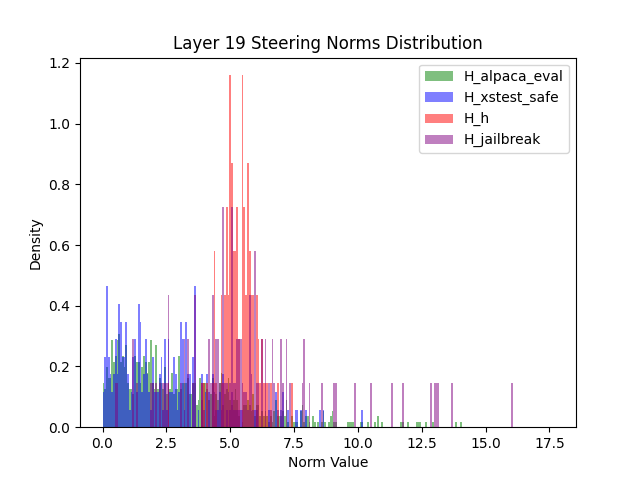 Layer 19 Steering Norms Distribution
H_alpaca_eval
H_xstest_safe
H_h
H_jailbreak
1.2
1.0
0.8
0.6
0.4
0.2
0.0
Density
0.0 2.5 5.0 7.5 10.0 12.5 15.0 17.5
Norm Value